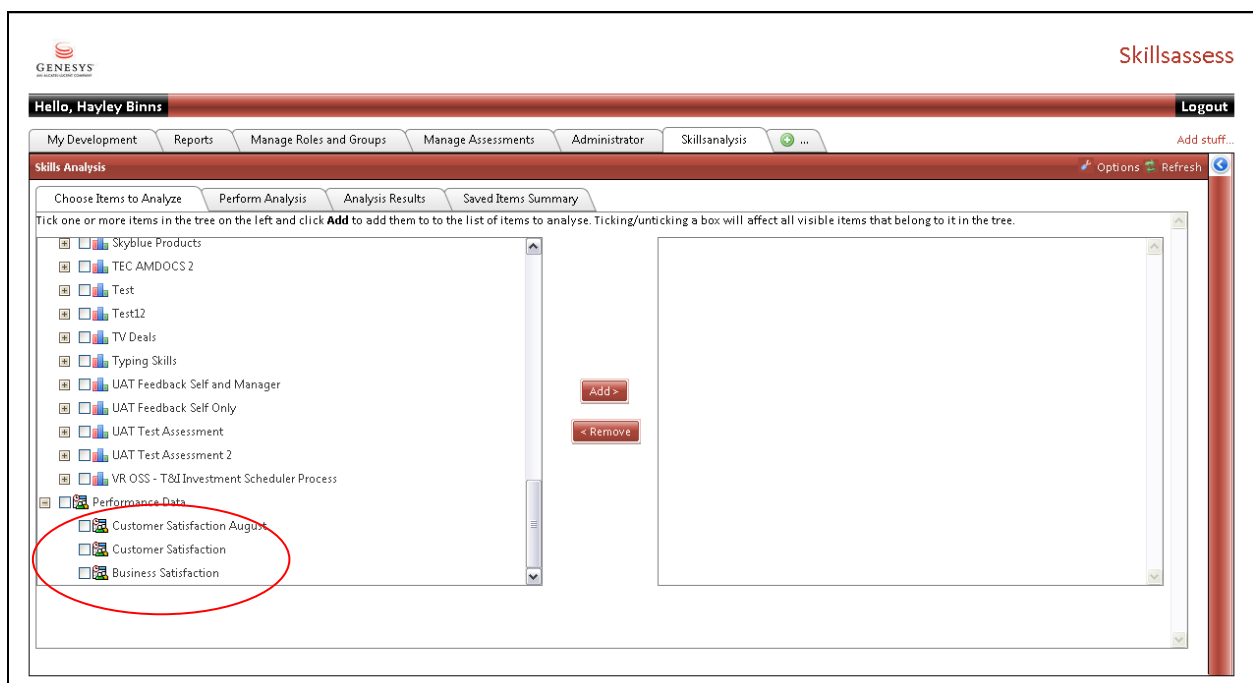 GENESYS
AN ALCATEL-LUCENT COMPANY
Skillsassess
Hello, Hayley Binns
Logout
My Development Reports Manage Roles and Groups Manage Assessments Administrator Skillsanalysis ... Add stuff...
Skills Analysis Options Refresh
Choose Items to Analyze Perform Analysis Analysis Results Saved Items Summary
Tick one or more items in the tree on the left and click Add to add them to to the list of items to analyse. Ticking/unticking a box will affect all visible items that belong to it in the tree.
Skyblue Products
TEC AMDOCS 2
Test
Test12
TV Deals
Typing Skills
UAT Feedback Self and Manager
UAT Feedback Self Only
UAT Test Assessment
UAT Test Assessment 2
VR OSS - T&I Investment Scheduler Process
Performance Data
Customer Satisfaction August
Customer Satisfaction
Business Satisfaction
Add >
< Remove